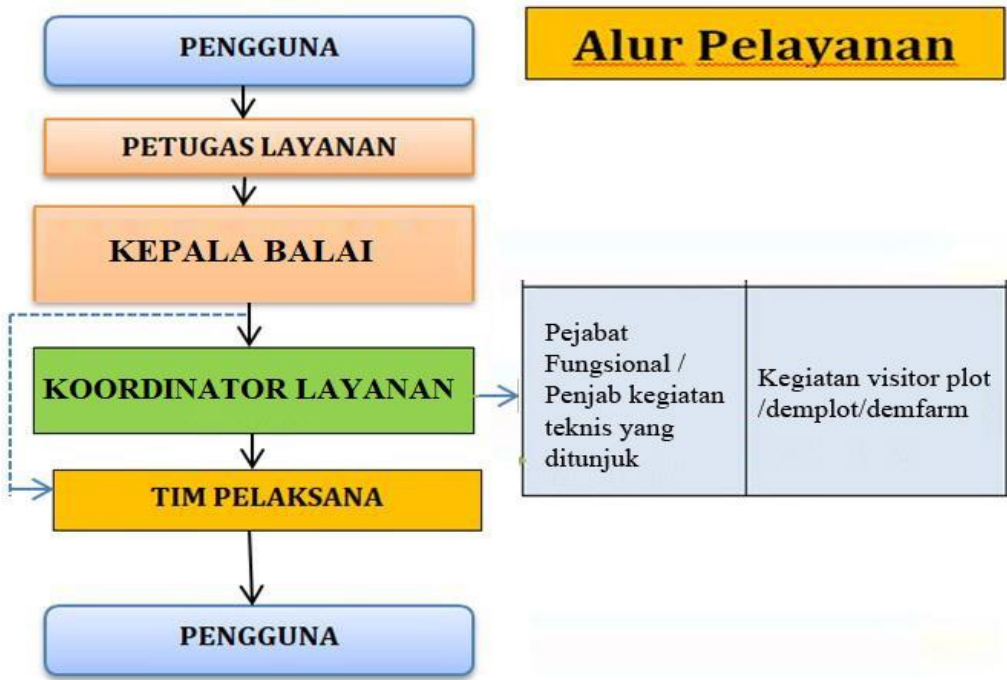 PENGGUNA
Alur Pelayanan
PETUGAS LAYANAN
KEPALA BALAI
KOORDINATOR LAYANAN
Pejabat
Fungsional /
Penjab kegiatan
teknis yang
ditunjuk
Kegiatan visitor plot
/demplot/demfarm
TIM PELAKSANA
PENGGUNA